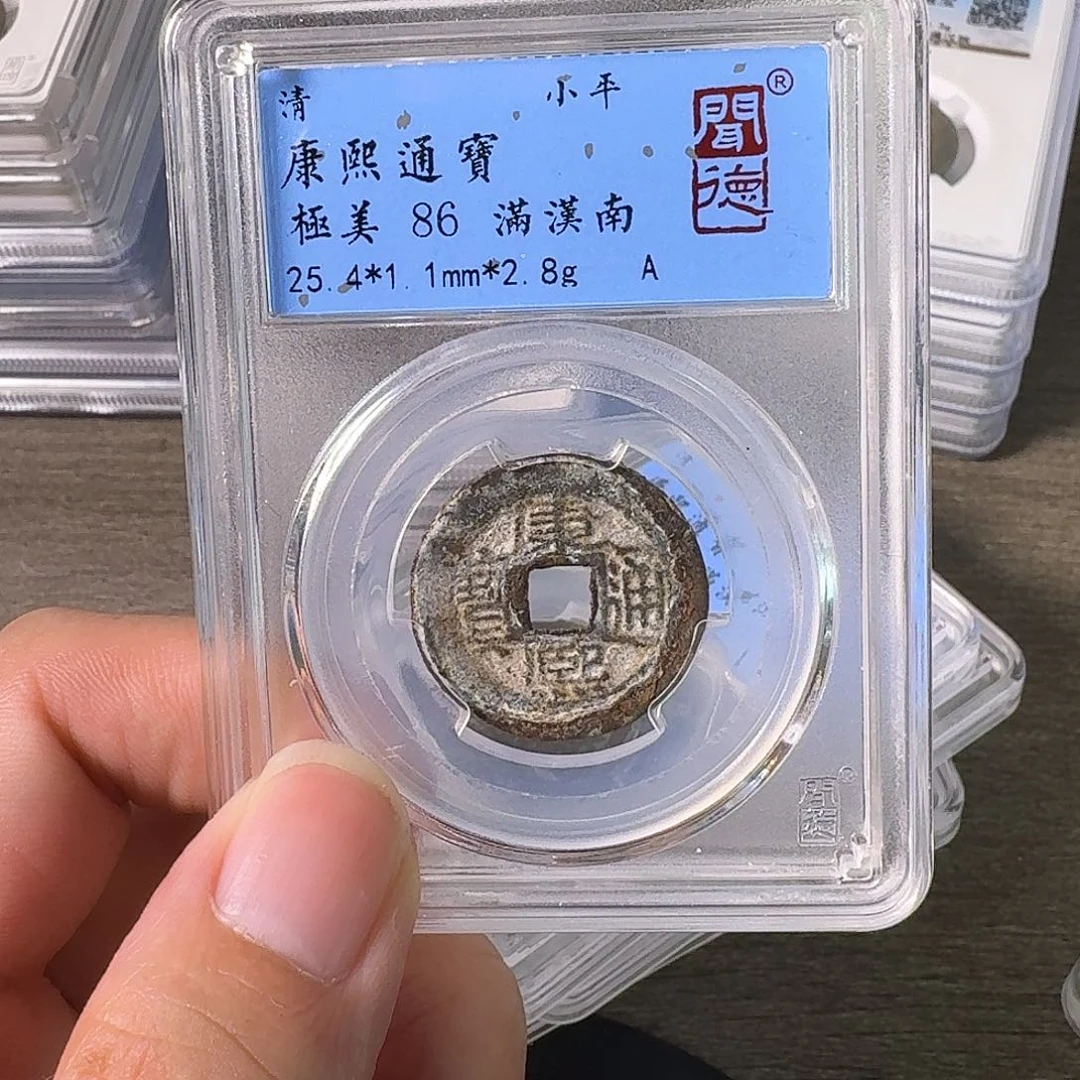 清 小平
康熙通寶
極美 86 滿漢南
25.4*1.1mm*2.8g A
聞德®
康熙通寶